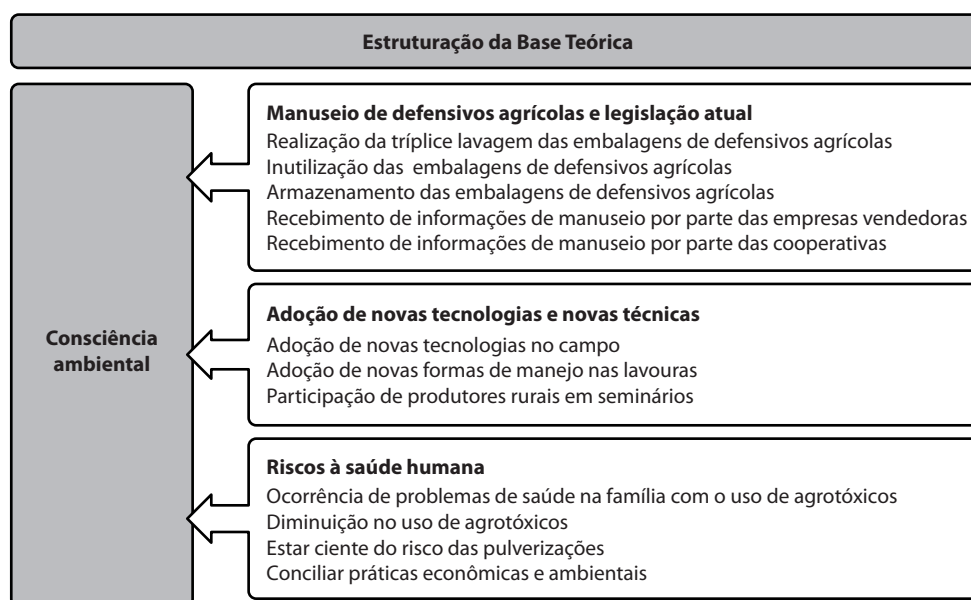 Estruturação da Base Teórica
Consciência
ambiental
Manuseio de defensivos agrícolas e legislação atual
Realização da tríplice lavagem das embalagens de defensivos agrícolas
Inutilização das embalagens de defensivos agrícolas
Armazenamento das embalagens de defensivos agrícolas
Recebimento de informações de manuseio por parte das empresas vendedoras
Recebimento de informações de manuseio por parte das cooperativas
Adoção de novas tecnologias e novas técnicas
Adoção de novas tecnologias no campo
Adoção de novas formas de manejo nas lavouras
Participação de produtores rurais em seminários
Riscos à saúde humana
Ocorrência de problemas de saúde na família com o uso de agrotóxicos
Diminuição no uso de agrotóxicos
Estar ciente do risco das pulverizações
Conciliar práticas econômicas e ambientais